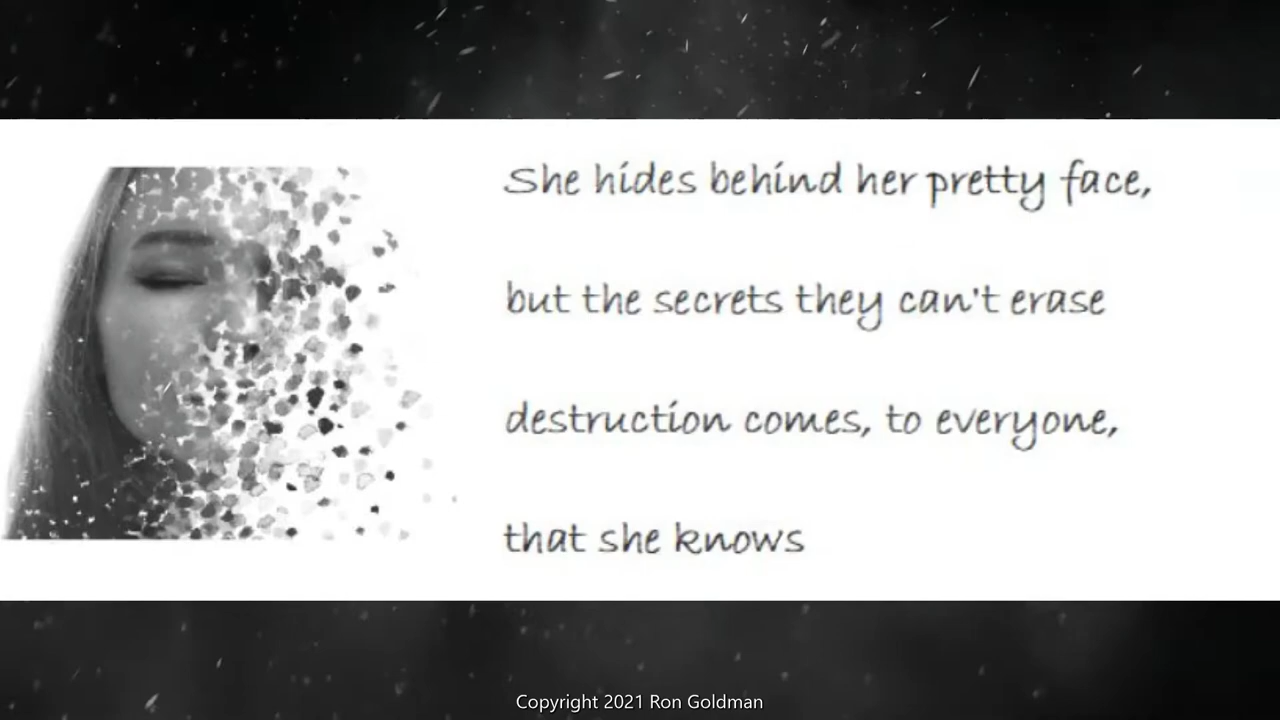 She hides behind her pretty face,
but the secrets they can't erase
destruction comes, to everyone,
that she knows
Copyright 2021 Ron Goldman